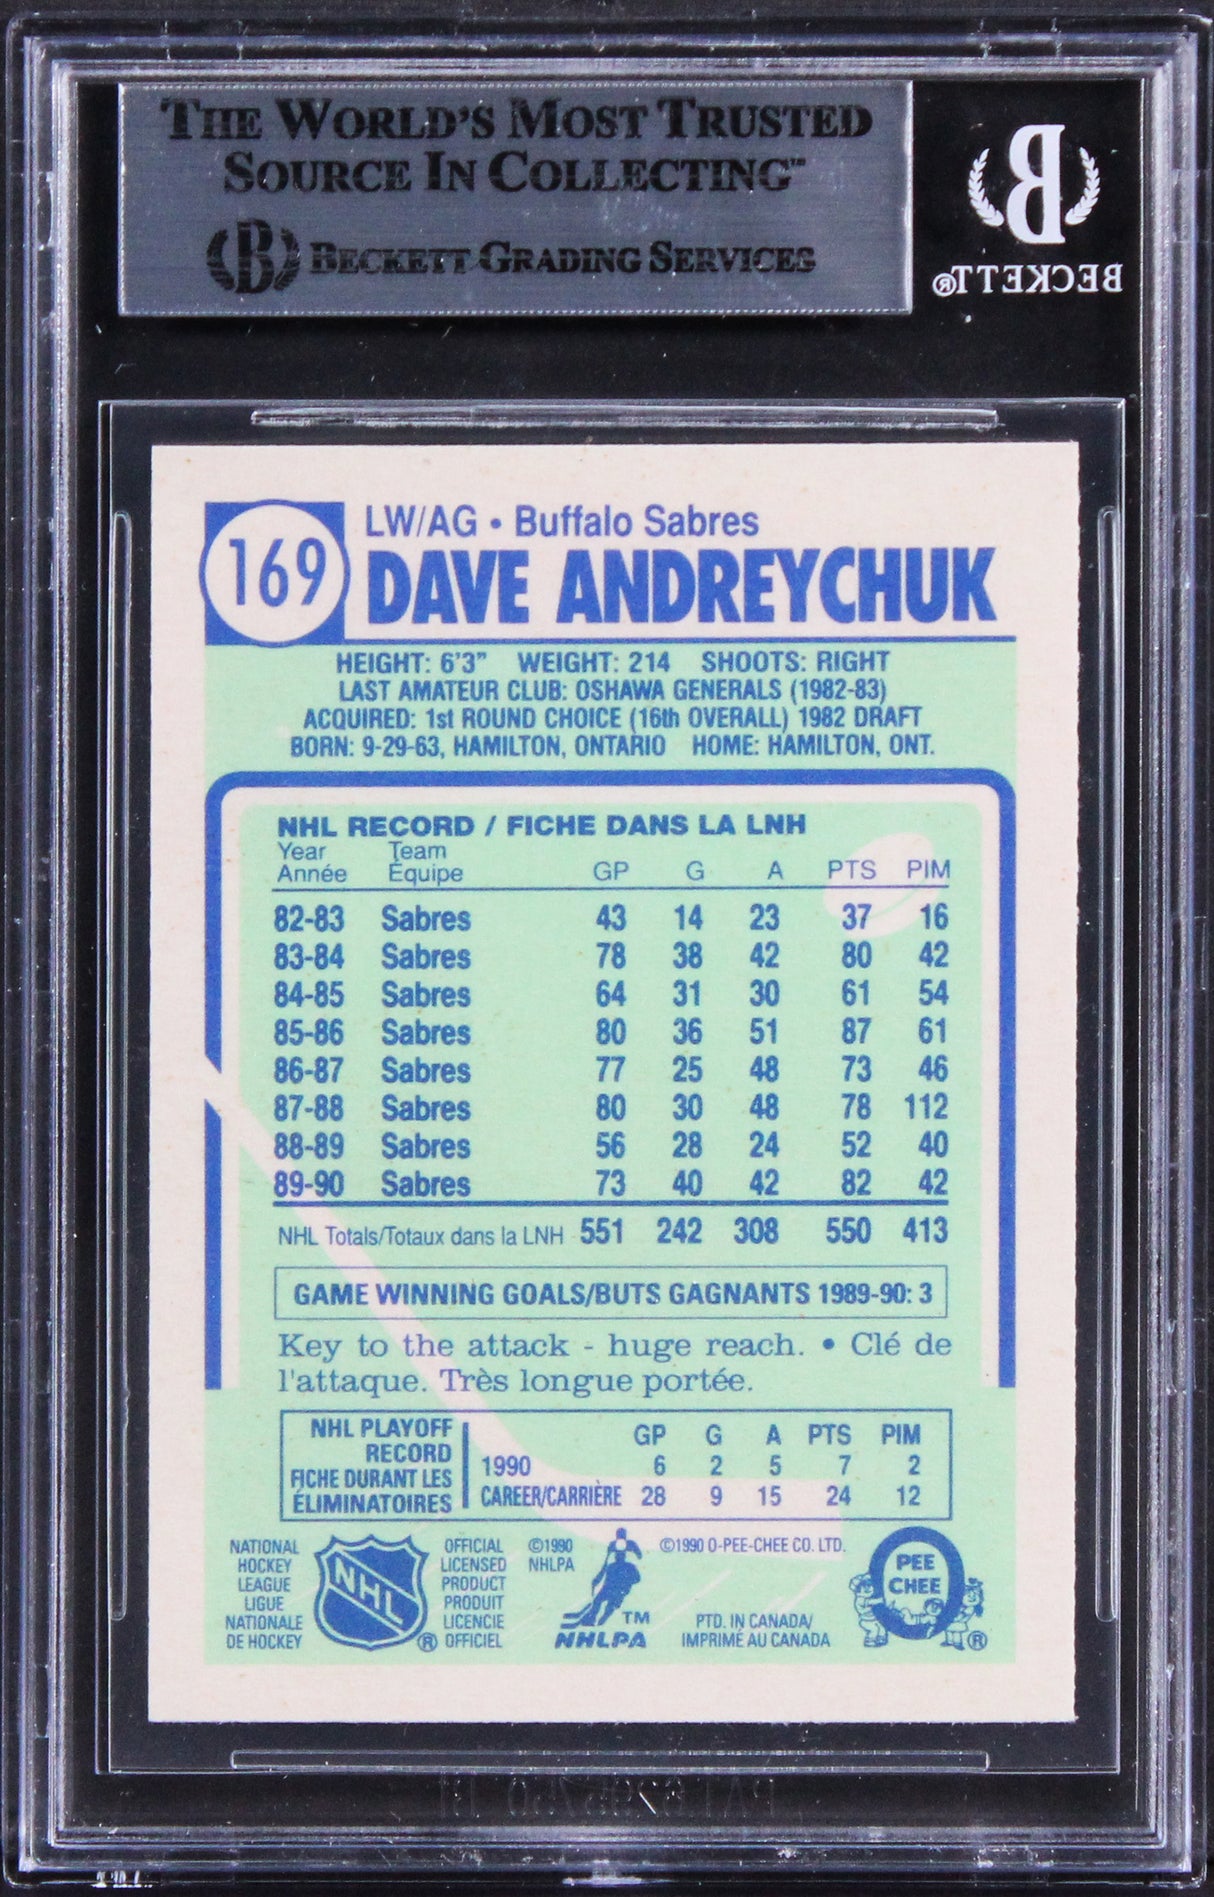 THE WORLD'S MOST TRUSTED
SOURCE IN COLLECTING™
B BECKETT GRADING SERVICES
B
BECKETT®
169
LW/AG • Buffalo Sabres
DAVE ANDREYCHUK
HEIGHT: 6'3" WEIGHT: 214 SHOOTS: RIGHT
LAST AMATEUR CLUB: OSHAWA GENERALS (1982-83)
ACQUIRED: 1st ROUND CHOICE (16th OVERALL) 1982 DRAFT
BORN: 9-29-63, HAMILTON, ONTARIO HOME: HAMILTON, ONT.
NHL RECORD / FICHE DANS LA LNH
Year Team
Année Équipe GP G A PTS PIM
82-83 Sabres 43 14 23 37 16
83-84 Sabres 78 38 42 80 42
84-85 Sabres 64 31 30 61 54
85-86 Sabres 80 36 51 87 61
86-87 Sabres 77 25 48 73 46
87-88 Sabres 80 30 48 78 112
88-89 Sabres 56 28 24 52 40
89-90 Sabres 73 40 42 82 42
NHL Totals/Totaux dans la LNH 551 242 308 550 413
GAME WINNING GOALS/BUTS GAGNANTS 1989-90: 3
Key to the attack - huge reach. • Clé de
l'attaque. Très longue portée.
NHL PLAYOFF
RECORD
FICHE DURANT LES
ÉLIMINATOIRES
GP G A PTS PIM
1990 6 2 5 7 2
CAREER/CARRIÈRE 28 9 15 24 12
NATIONAL
HOCKEY
LEAGUE
LIGUE
NATIONALE
DE HOCKEY
NHL
®
OFFICIAL
LICENSED
PRODUCT
PRODUIT
LICENCIE
OFFICIEL
©1990
NHLPA
TM
NHLPA
©1990 O-PEE-CHEE CO. LTD.
PTD. IN CANADA/
IMPRIMÉ AU CANADA
O
PEE
CHEE
®